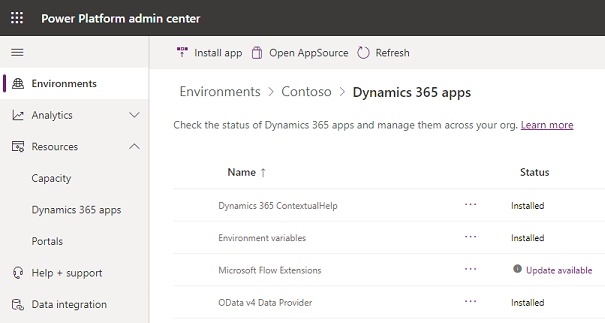 Power Platform admin center
Install app Open AppSource Refresh
Environments
Analytics
Resources
Capacity
Dynamics 365 apps
Portals
Help + support
Data integration
Environments > Contoso > Dynamics 365 apps
Check the status of Dynamics 365 apps and manage them across your org. Learn more
Name ↑ Status
Dynamics 365 ContextualHelp ... Installed
Environment variables ... Installed
Microsoft Flow Extensions ... Update available
OData v4 Data Provider ... Installed